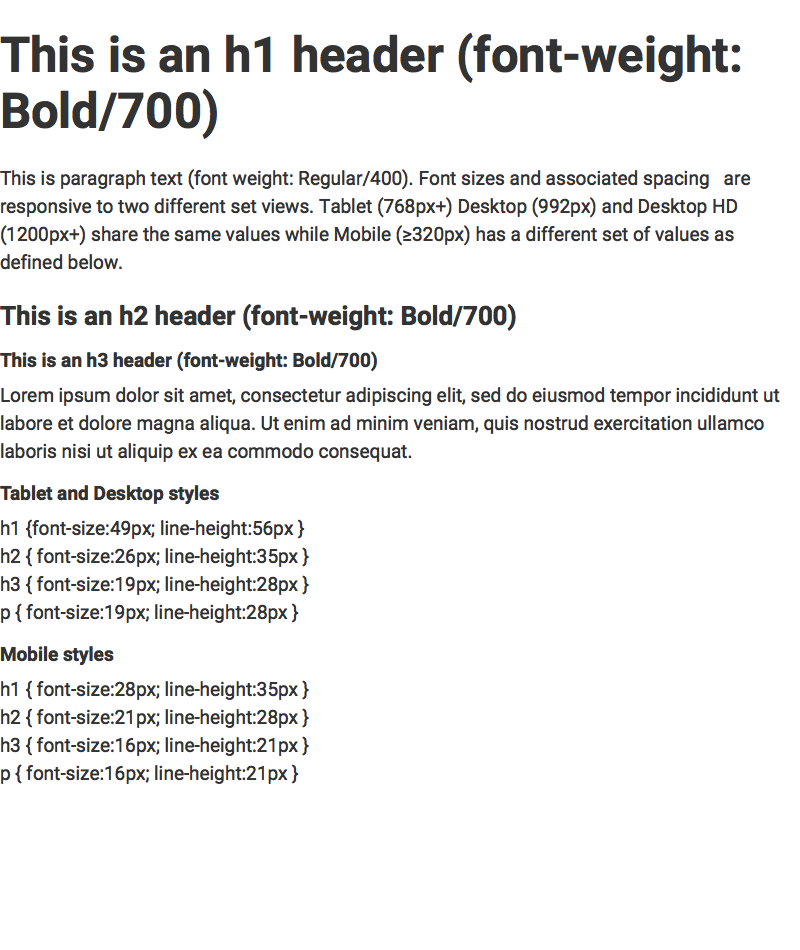 This is an h1 header (font-weight:
Bold/700)
This is paragraph text (font weight: Regular/400). Font sizes and associated spacing are
responsive to two different set views. Tablet (768px+) Desktop (992px) and Desktop HD
(1200px+) share the same values while Mobile (≥320px) has a different set of values as
defined below.
This is an h2 header (font-weight: Bold/700)
This is an h3 header (font-weight: Bold/700)
Lorem ipsum dolor sit amet, consectetur adipiscing elit, sed do eiusmod tempor incididunt ut
labore et dolore magna aliqua. Ut enim ad minim veniam, quis nostrud exercitation ullamco
laboris nisi ut aliquip ex ea commodo consequat.
Tablet and Desktop styles
h1 {font-size:49px; line-height:56px }
h2 { font-size:26px; line-height:35px }
h3 { font-size:19px; line-height:28px }
p { font-size:19px; line-height:28px }
Mobile styles
h1 { font-size:28px; line-height:35px }
h2 { font-size:21px; line-height:28px }
h3 { font-size:16px; line-height:21px }
p { font-size:16px; line-height:21px }